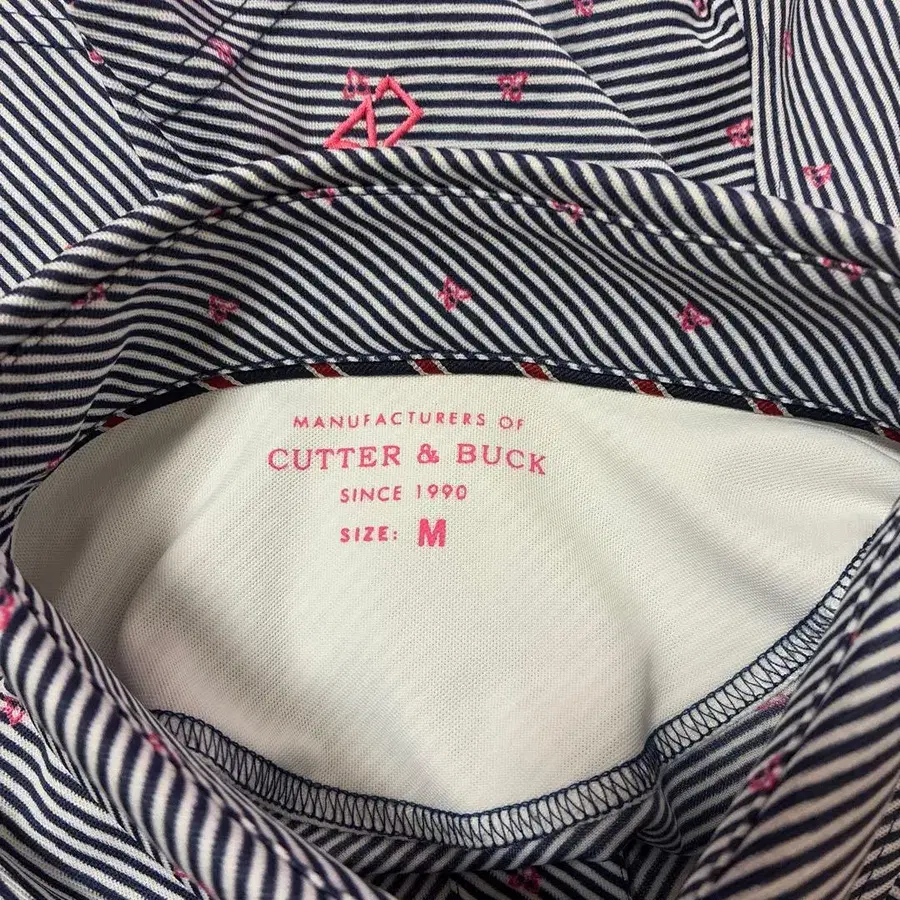 MANUFACTURERS OF
CUTTER & BUCK
SINCE 1990
SIZE: M